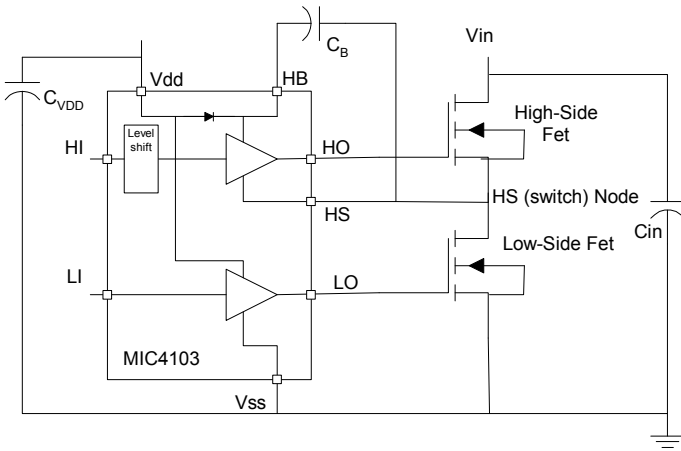 C_B
Vin
Vdd
HB
C_VDD
High-Side
Fet
Level
shift
HI
HO
HS
HS (switch) Node
Cin
Low-Side Fet
LI
LO
MIC4103
Vss